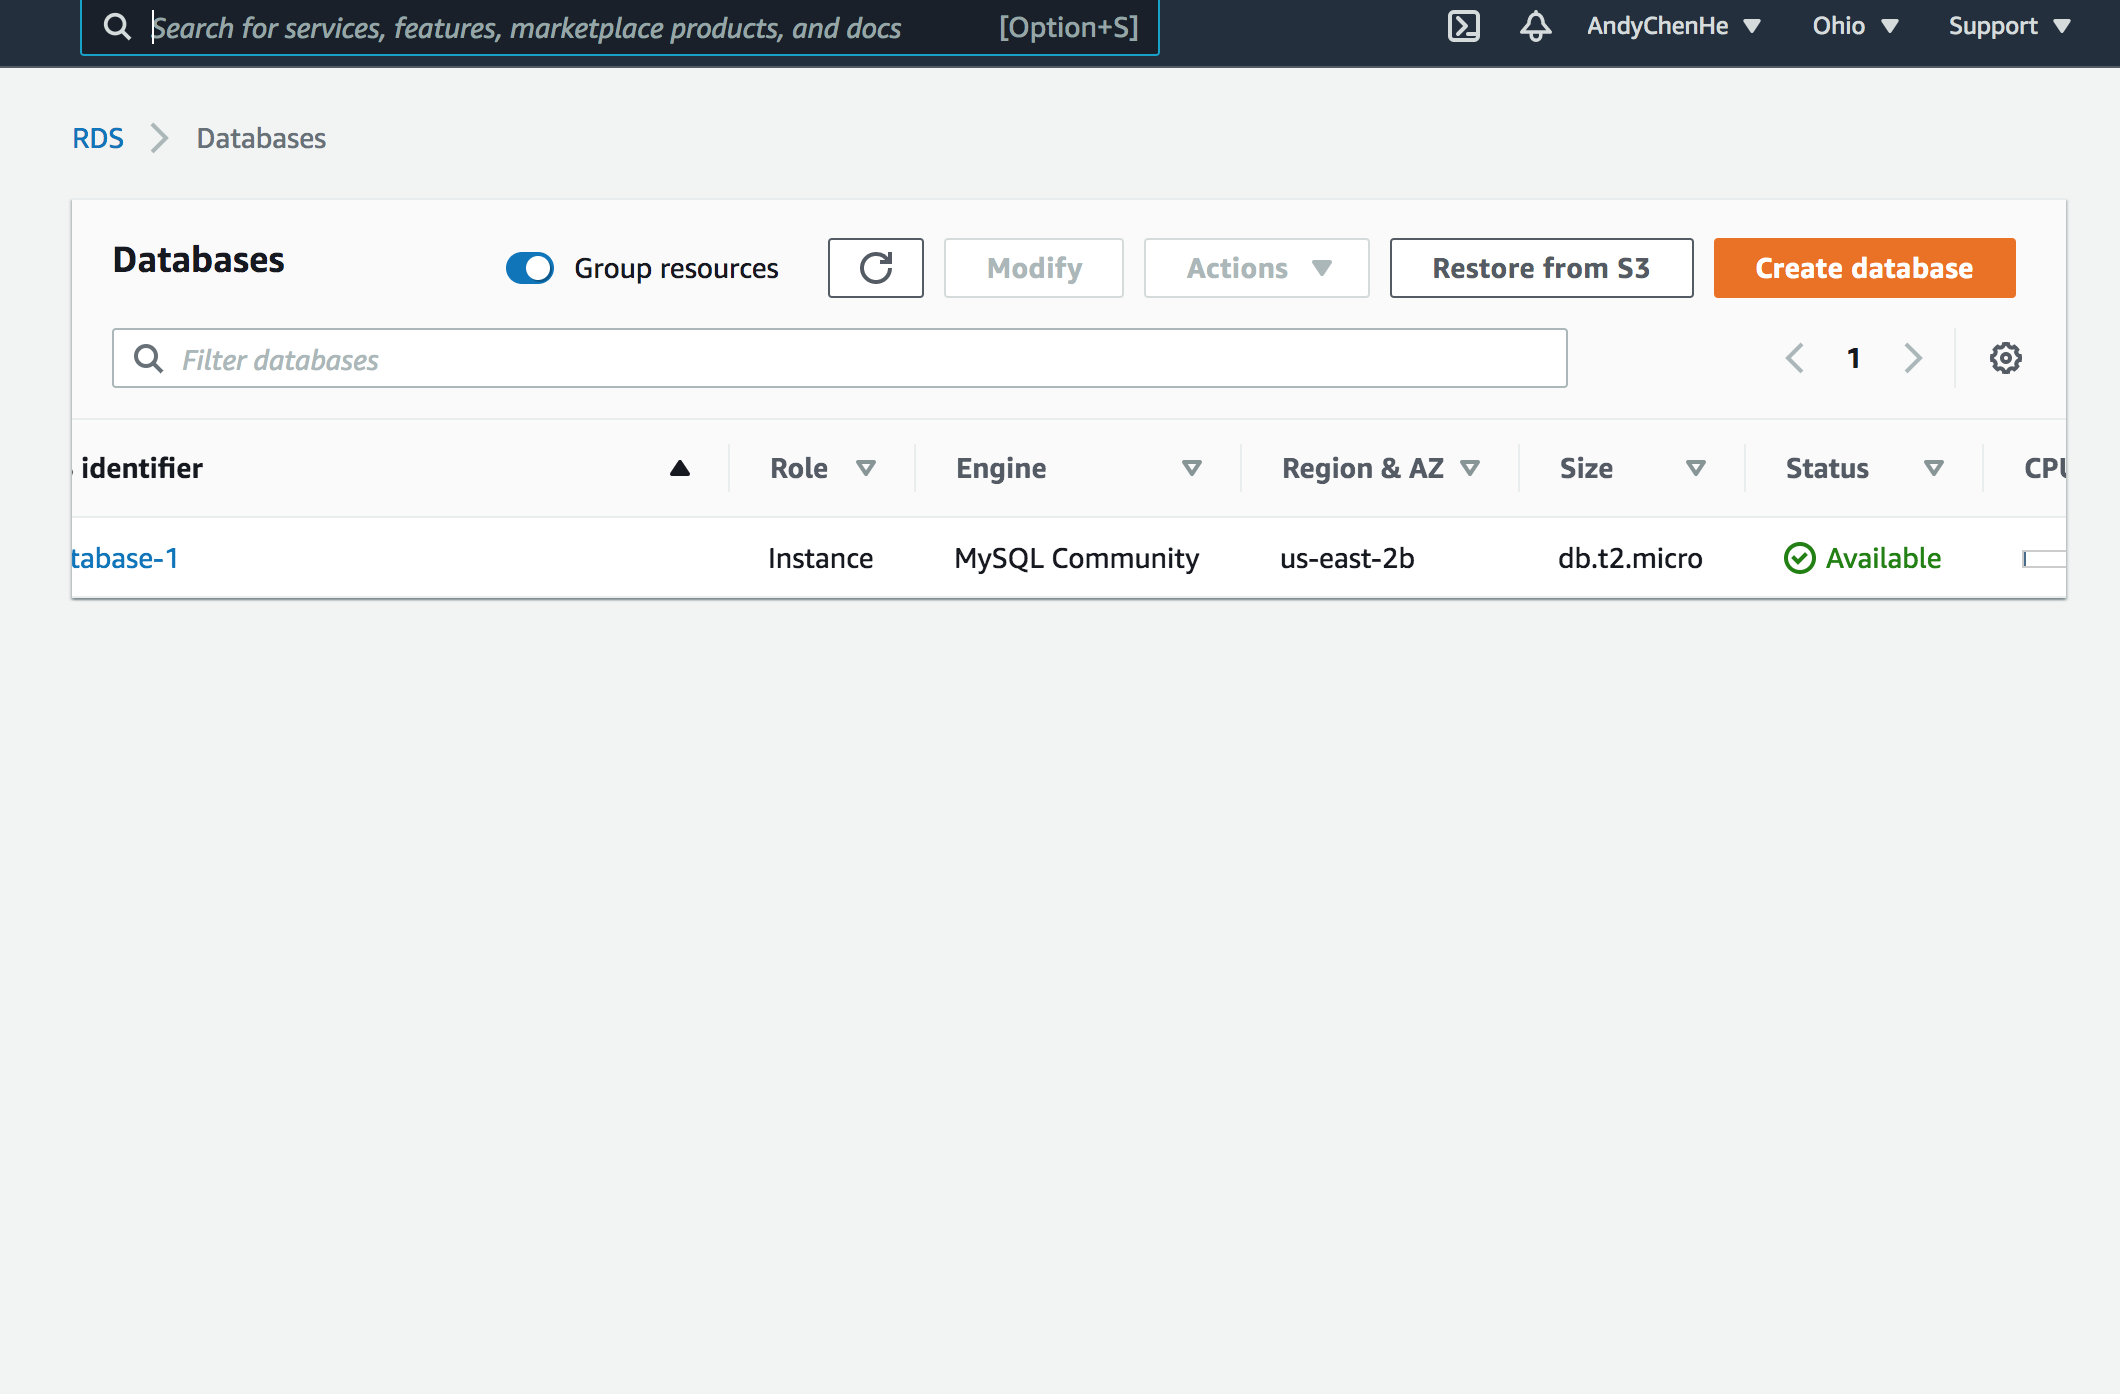 Search for services, features, marketplace products, and docs [Option+S] AndyChenHe Ohio Support
RDS Databases
Databases Group resources Modify Actions Restore from S3 Create database
Filter databases 1
identifier Role Engine Region & AZ Size Status CPU
tabase-1 Instance MySQL Community us-east-2b db.t2.micro Available